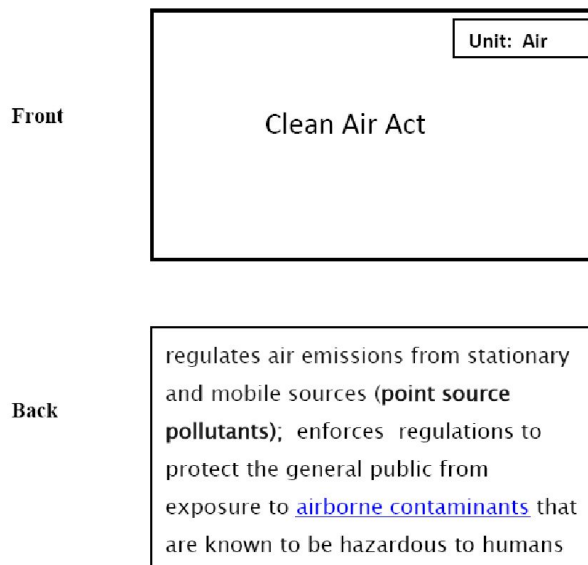 Unit: Air
Front
Clean Air Act
regulates air emissions from stationary
and mobile sources (point source
Back
pollutants); enforces regulations to
protect the general public from
exposure to airborne contaminants that
are known to be hazardous to humans